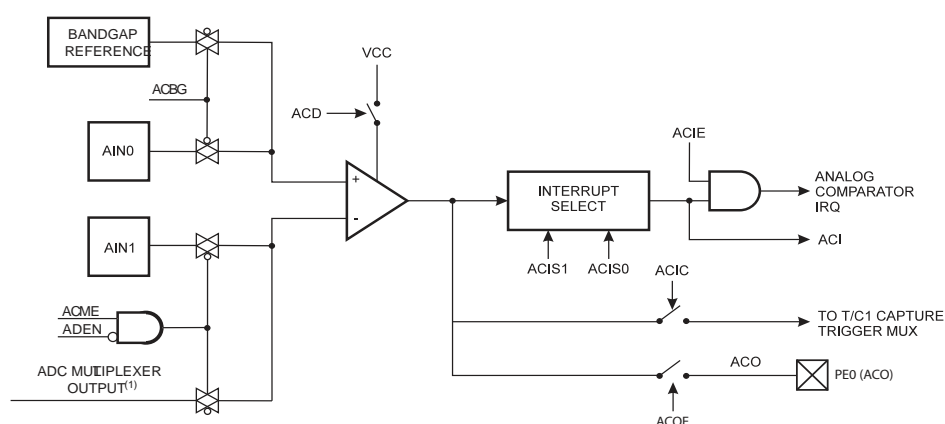 BANDGAP
REFERENCE
VCC
ACBG
ACD
ACIE
AIN0
+
INTERRUPT
SELECT
ANALOG
COMPARATOR
IRQ
-
AIN1
ACI
ACIS1
ACIS0
ACIC
ACME
ADEN
TO T/C1 CAPTURE
TRIGGER MUX
ADC MULTIPLEXER
OUTPUT(1)
ACO
PE0 (ACO)